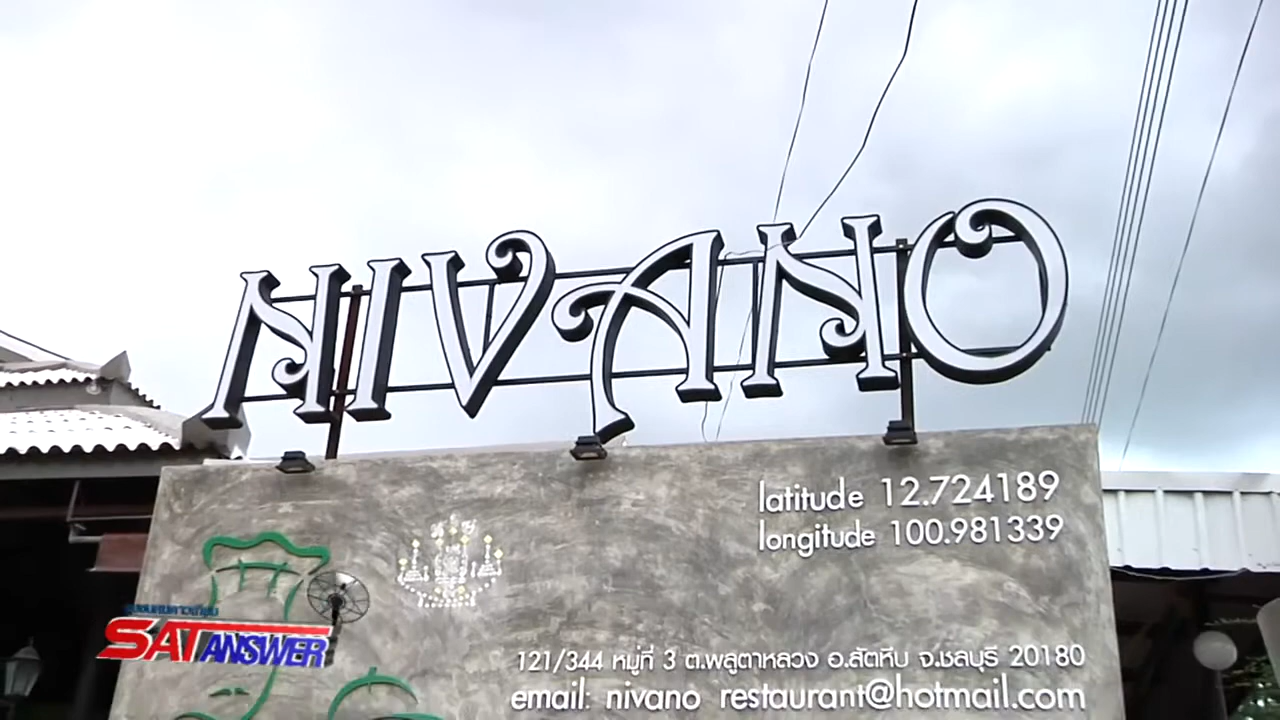 NIVANO
latitude 12.724189
longitude 100.981339
121/344 หมู่ที่ 3 ต.พลูตาหลวง อ.สัตหีบ จ.ชลบุรี 20180
email: nivano restaurant@hotmail.com
SAT ANSWER